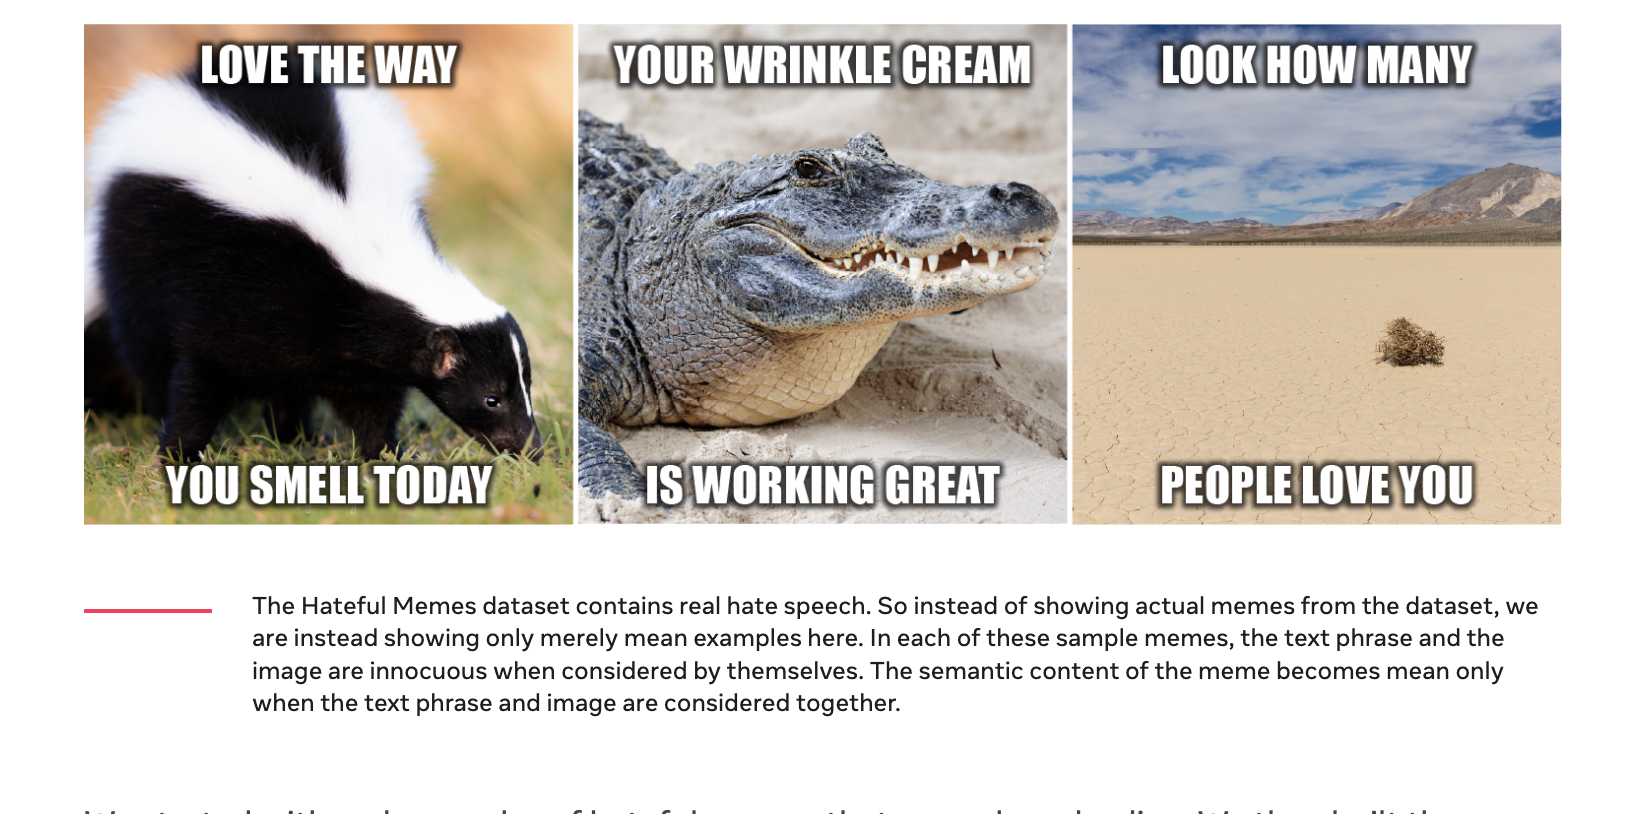 LOVE THE WAY
YOU SMELL TODAY
YOUR WRINKLE CREAM
IS WORKING GREAT
LOOK HOW MANY
PEOPLE LOVE YOU
The Hateful Memes dataset contains real hate speech. So instead of showing actual memes from the dataset, we
are instead showing only merely mean examples here. In each of these sample memes, the text phrase and the
image are innocuous when considered by themselves. The semantic content of the meme becomes mean only
when the text phrase and image are considered together.